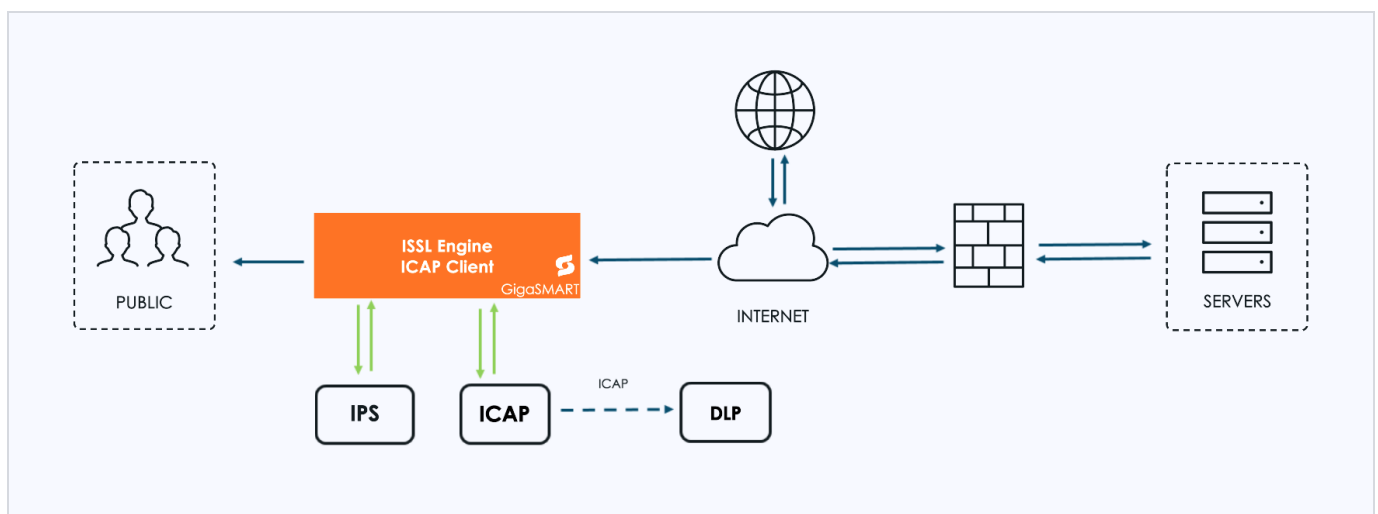 ISSL Engine
ICAP Client
GigaSMART
PUBLIC
INTERNET
SERVERS
IPS
ICAP
ICAP
DLP